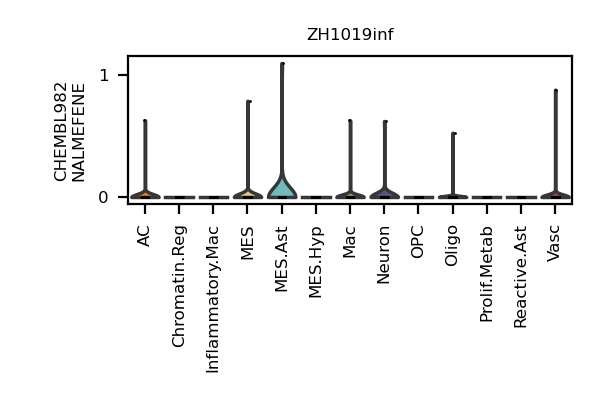 ZH1019inf
CHEMBL982
NALMEFENE
1
0
AC
Chromatin.Reg
Inflammatory.Mac
MES
MES.Ast
MES.Hyp
Mac
Neuron
OPC
Oligo
Prolif.Metab
Reactive.Ast
Vasc